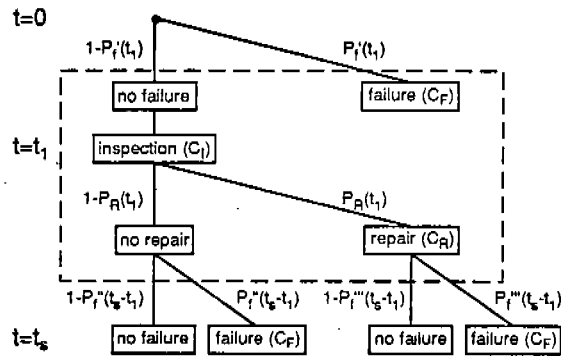 t=0
1-P_f'(t_1) P_f'(t_1)
no failure failure (C_F)
t=t_1 inspection (C_I)
1-P_R(t_1) P_R(t_1)
no repair repair (C_R)
1-P_f''(t_s-t_1) P_f''(t_s-t_1) 1-P_f'''(t_s-t_1) P_f'''(t_s-t_1)
t=t_s no failure failure (C_F) no failure failure (C_F)